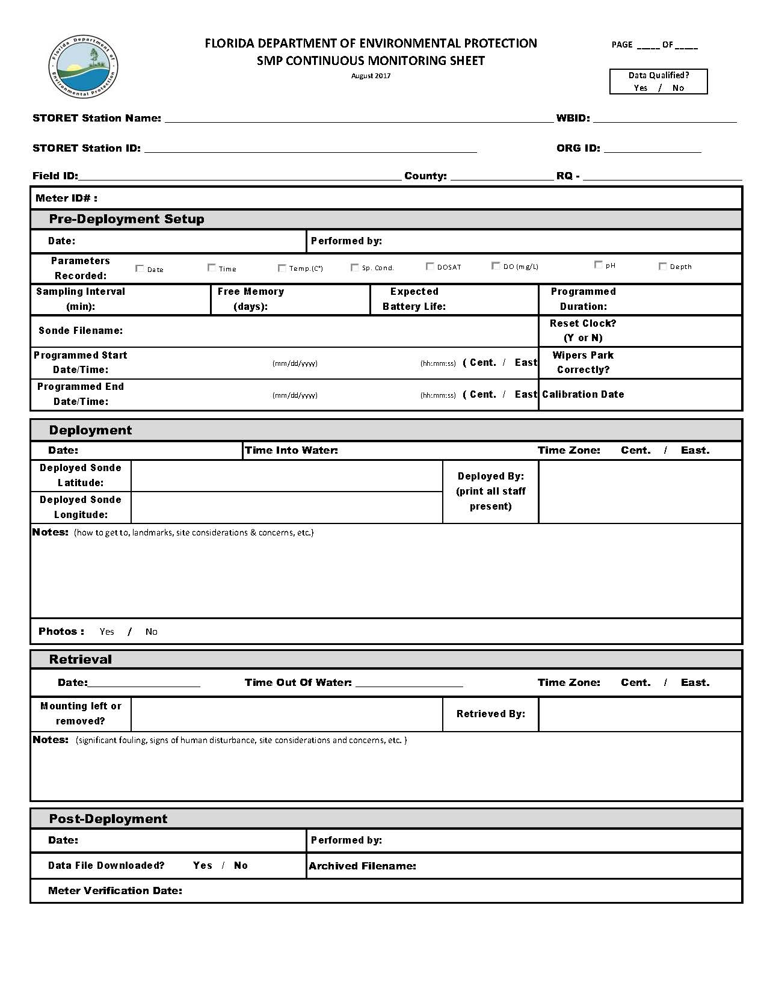 Florida Department of Environmental Protection
FLORIDA DEPARTMENT OF ENVIRONMENTAL PROTECTION
SMP CONTINUOUS MONITORING SHEET
August 2017
PAGE _____ OF _____
Data Qualified?
Yes / No
STORET Station Name: ____________________ WBID: ____________________
STORET Station ID: ____________________ ORG ID: ____________________
Field ID:____________________ County: ____________________ RQ - ____________________
Meter ID# :
Pre-Deployment Setup
Date: Performed by:
Parameters Recorded: Date Time Temp.(C°) Sp. Cond. DOSAT DO (mg/L) pH Depth
Sampling Interval (min): Free Memory (days): Expected Battery Life: Programmed Duration:
Sonde Filename: Reset Clock? (Y or N)
Programmed Start Date/Time: (mm/dd/yyyy) (hh:mm:ss) ( Cent. / East Wipers Park Correctly?
Programmed End Date/Time: (mm/dd/yyyy) (hh:mm:ss) ( Cent. / East Calibration Date
Deployment
Date: Time Into Water: Time Zone: Cent. / East.
Deployed Sonde Latitude:
Deployed By: (print all staff present)
Deployed Sonde Longitude:
Notes: (how to get to, landmarks, site considerations & concerns, etc.)
Photos : Yes / No
Retrieval
Date:____________________ Time Out Of Water: ____________________ Time Zone: Cent. / East.
Mounting left or removed? Retrieved By:
Notes: (significant fouling, signs of human disturbance, site considerations and concerns, etc. )
Post-Deployment
Date: Performed by:
Data File Downloaded? Yes / No Archived Filename:
Meter Verification Date: